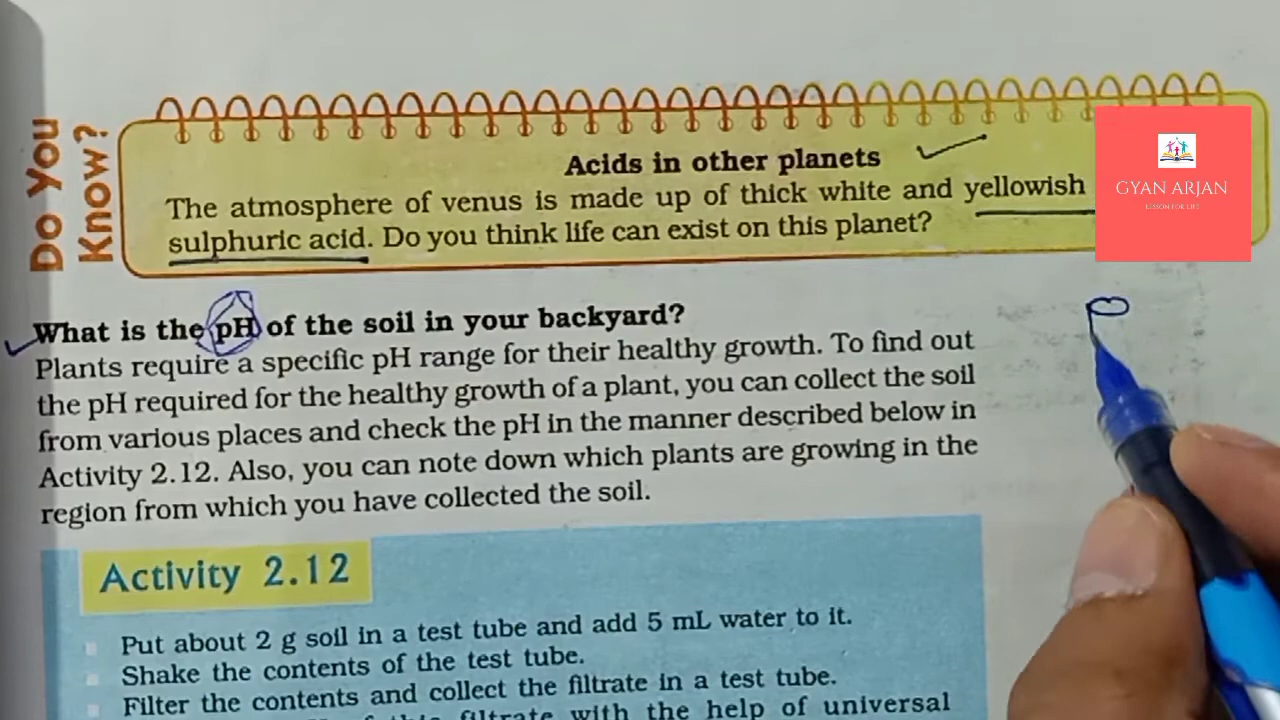 Do You
Know?
Acids in other planets
The atmosphere of venus is made up of thick white and yellowish
sulphuric acid. Do you think life can exist on this planet?
GYAN ARJAN
LESSON FOR LIFE
What is the pH of the soil in your backyard?
Plants require a specific pH range for their healthy growth. To find out
the pH required for the healthy growth of a plant, you can collect the soil
from various places and check the pH in the manner described below in
Activity 2.12. Also, you can note down which plants are growing in the
region from which you have collected the soil.
Activity 2.12
Put about 2 g soil in a test tube and add 5 mL water to it.
Shake the contents of the test tube.
Filter the contents and collect the filtrate in a test tube.
filtrate with the help of universal